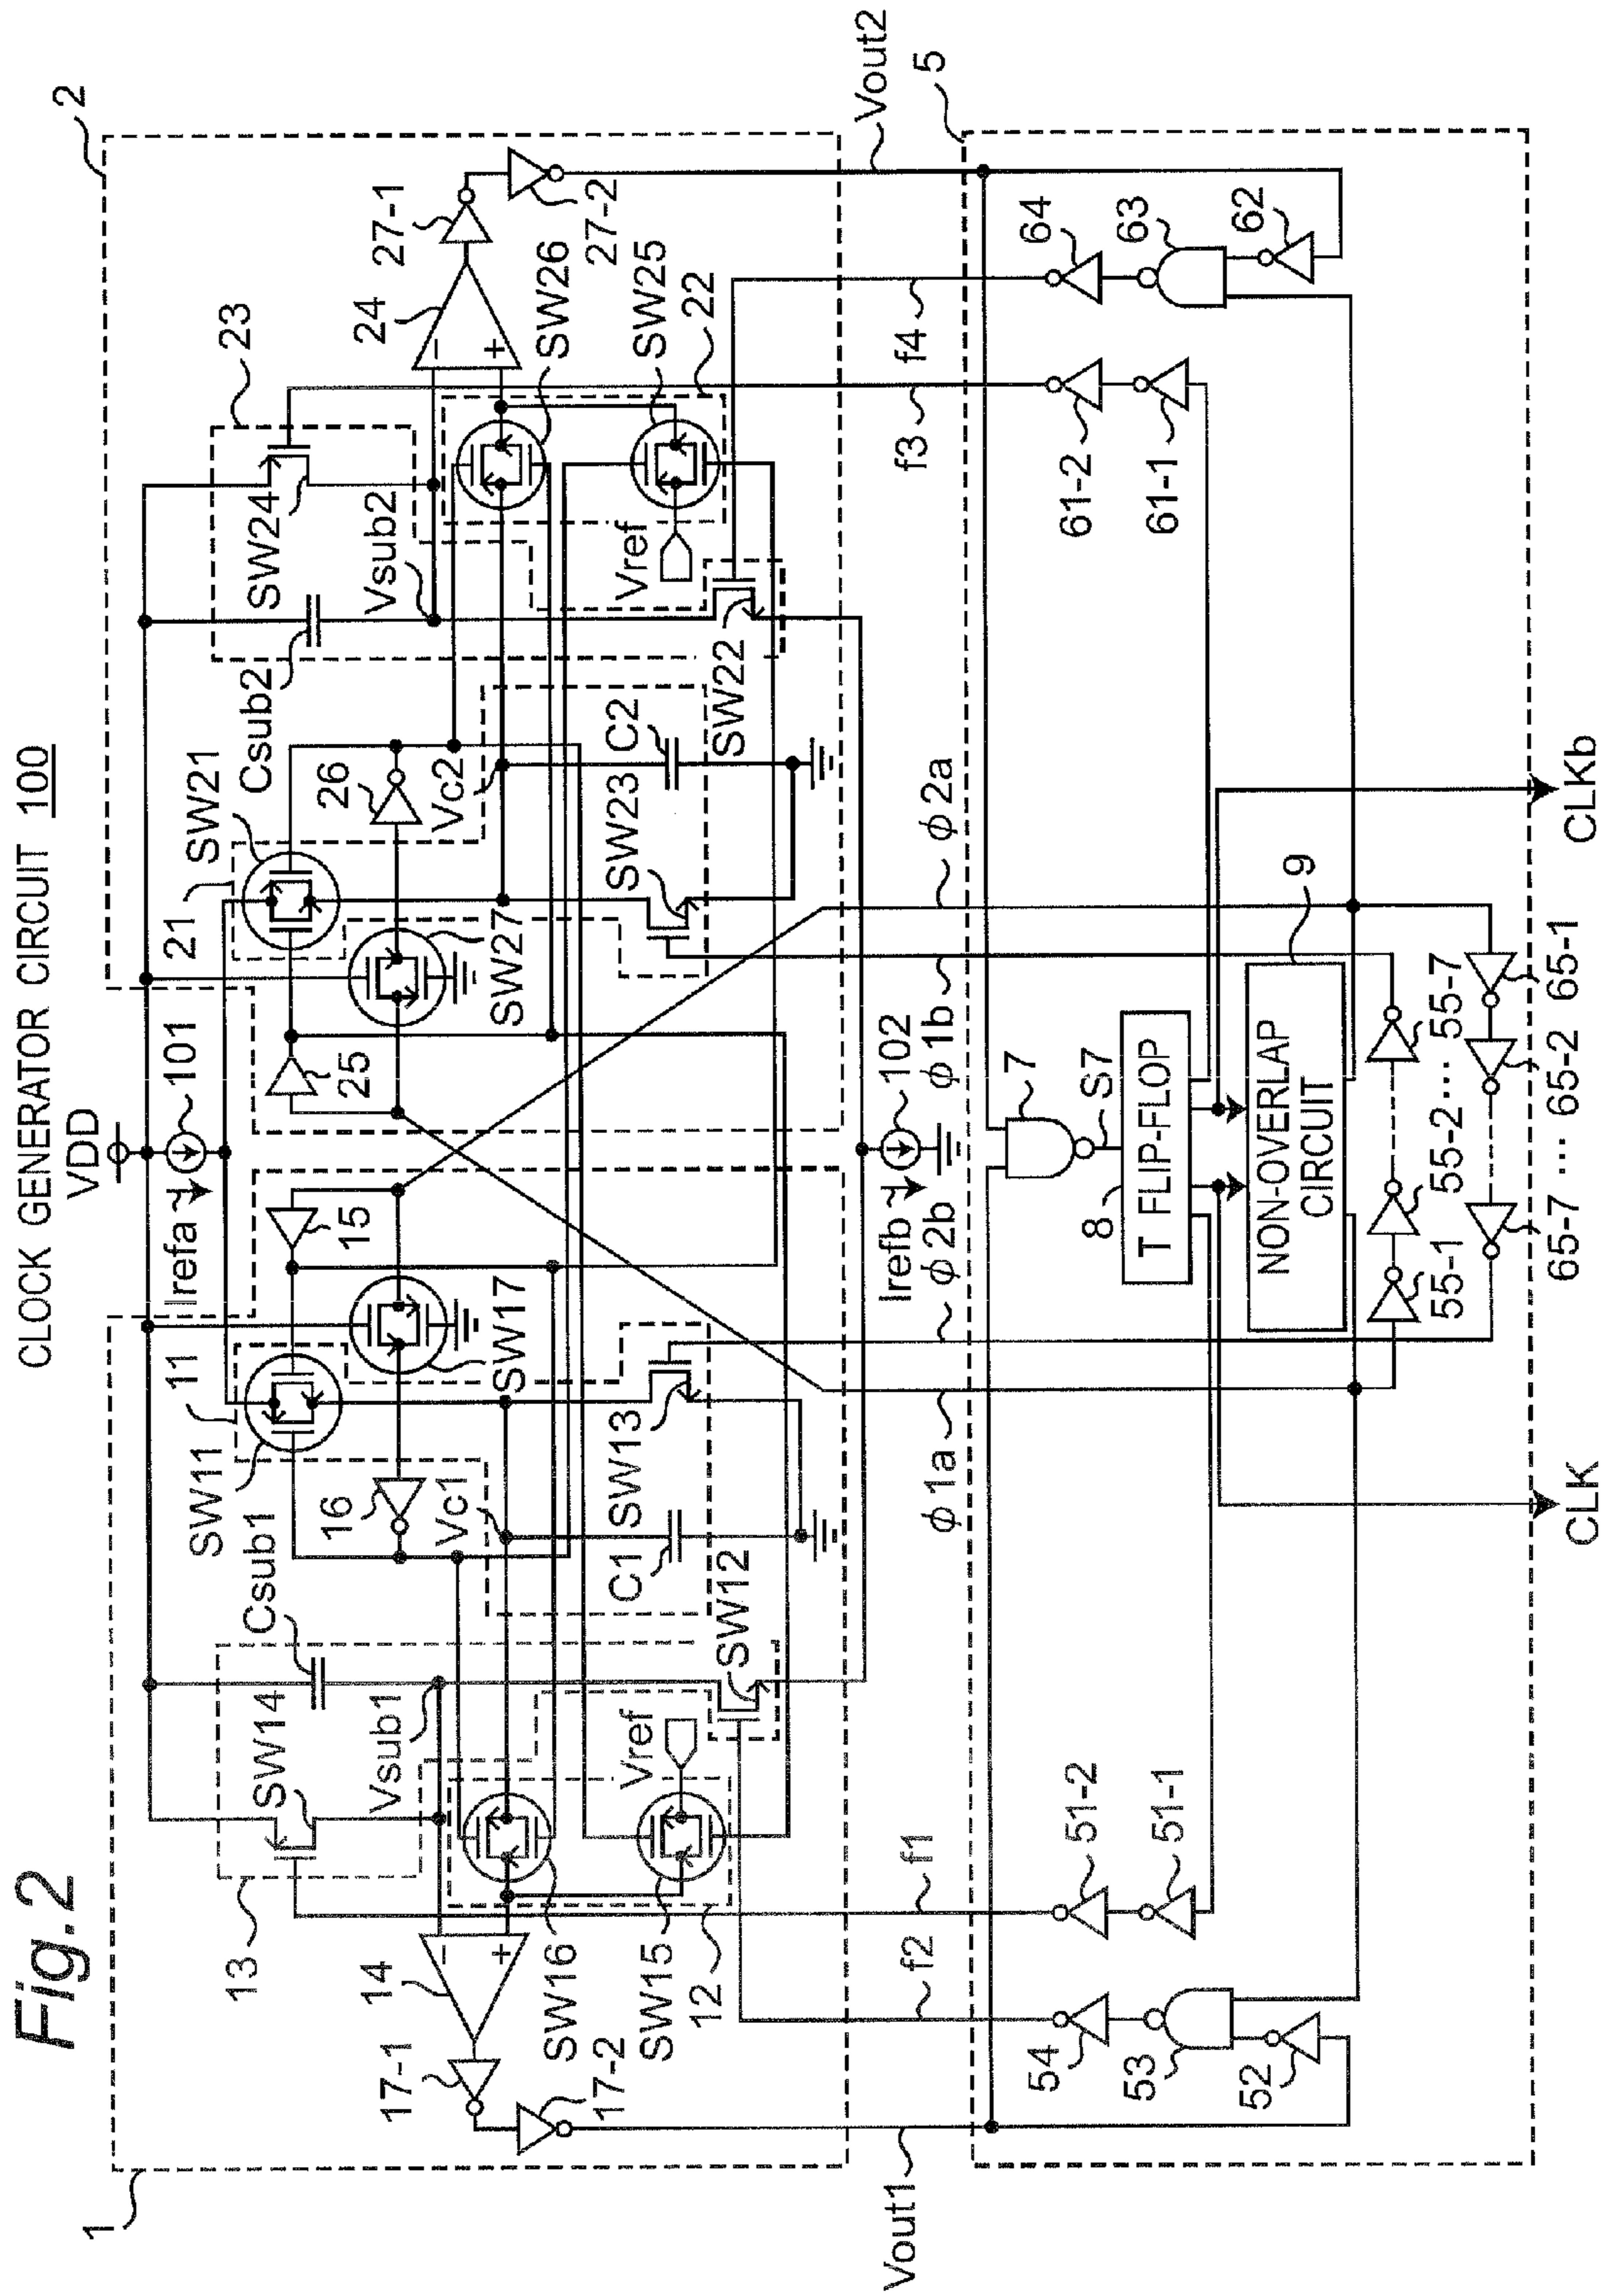 Fig.2
CLOCK GENERATOR CIRCUIT 100
VDD
1
2
Irefa
101
13
SW14
Csub1
SW11
11
21
SW21
Csub2
SW24
23
Vsub1
16
15
25
26
Vsub2
14
17-1
Vc1
SW17
SW27
Vc2
24
27-1
SW16
SW15
12
17-2
Vref
C1
SW13
SW12
SW23
C2
SW22
Vref
SW26
SW25
22
27-2
Vout1
f2
f1
ϕ1a
ϕ2b
Irefb
102
ϕ1b
ϕ2a
f3
f4
Vout2
5
54
53
52
51-2
51-1
7
S7
8
T FLIP-FLOP
NON-OVERLAP
CIRCUIT
9
61-2
61-1
64
63
62
55-1
55-2...
55-7
65-7
...
65-2
65-1
CLK
CLKb